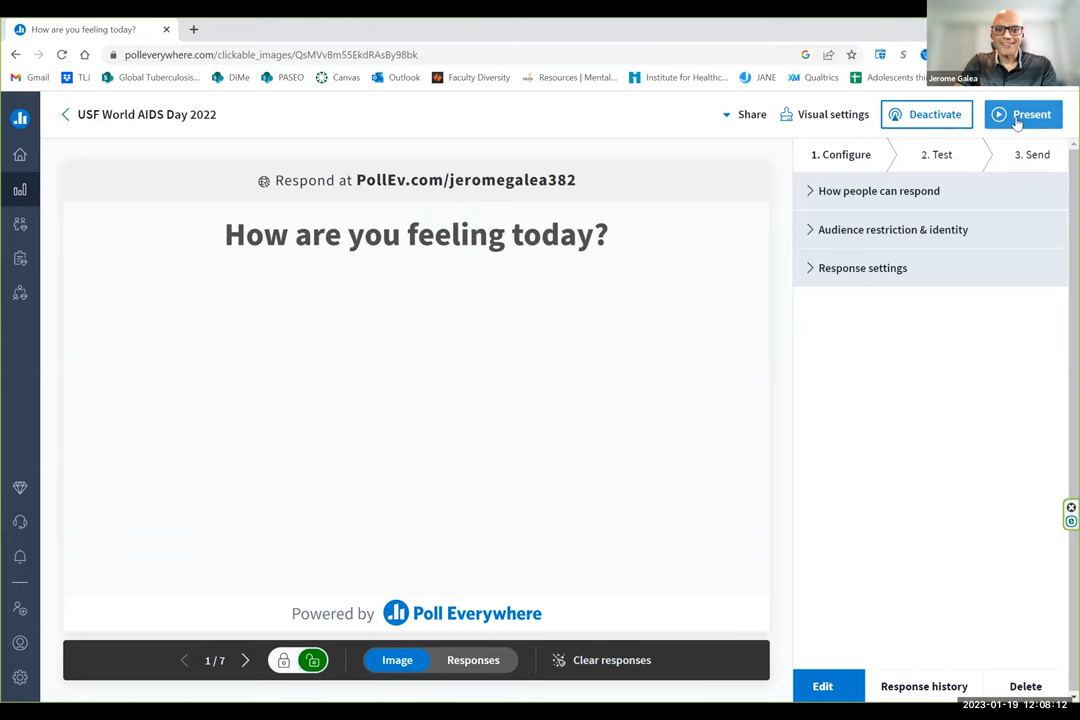 How are you feeling today?
polleverywhere.com/clickable_images/QsMVvBm55EkdRAsBy98bk
Gmail TLJ Global Tuberculosis... DiMe PASEO Canvas Outlook Faculty Diversity Resources | Mental... Institute for Healthc... JANE Qualtrics Adolescents thi
Jerome Galea
USF World AIDS Day 2022 Share Visual settings Deactivate Present
1. Configure 2. Test 3. Send
Respond at PollEv.com/jeromegalea382
How are you feeling today?
How people can respond
Audience restriction & identity
Response settings
Powered by Poll Everywhere
1/7 Image Responses Clear responses
Edit Response history Delete
2023-01-19 12:08:12